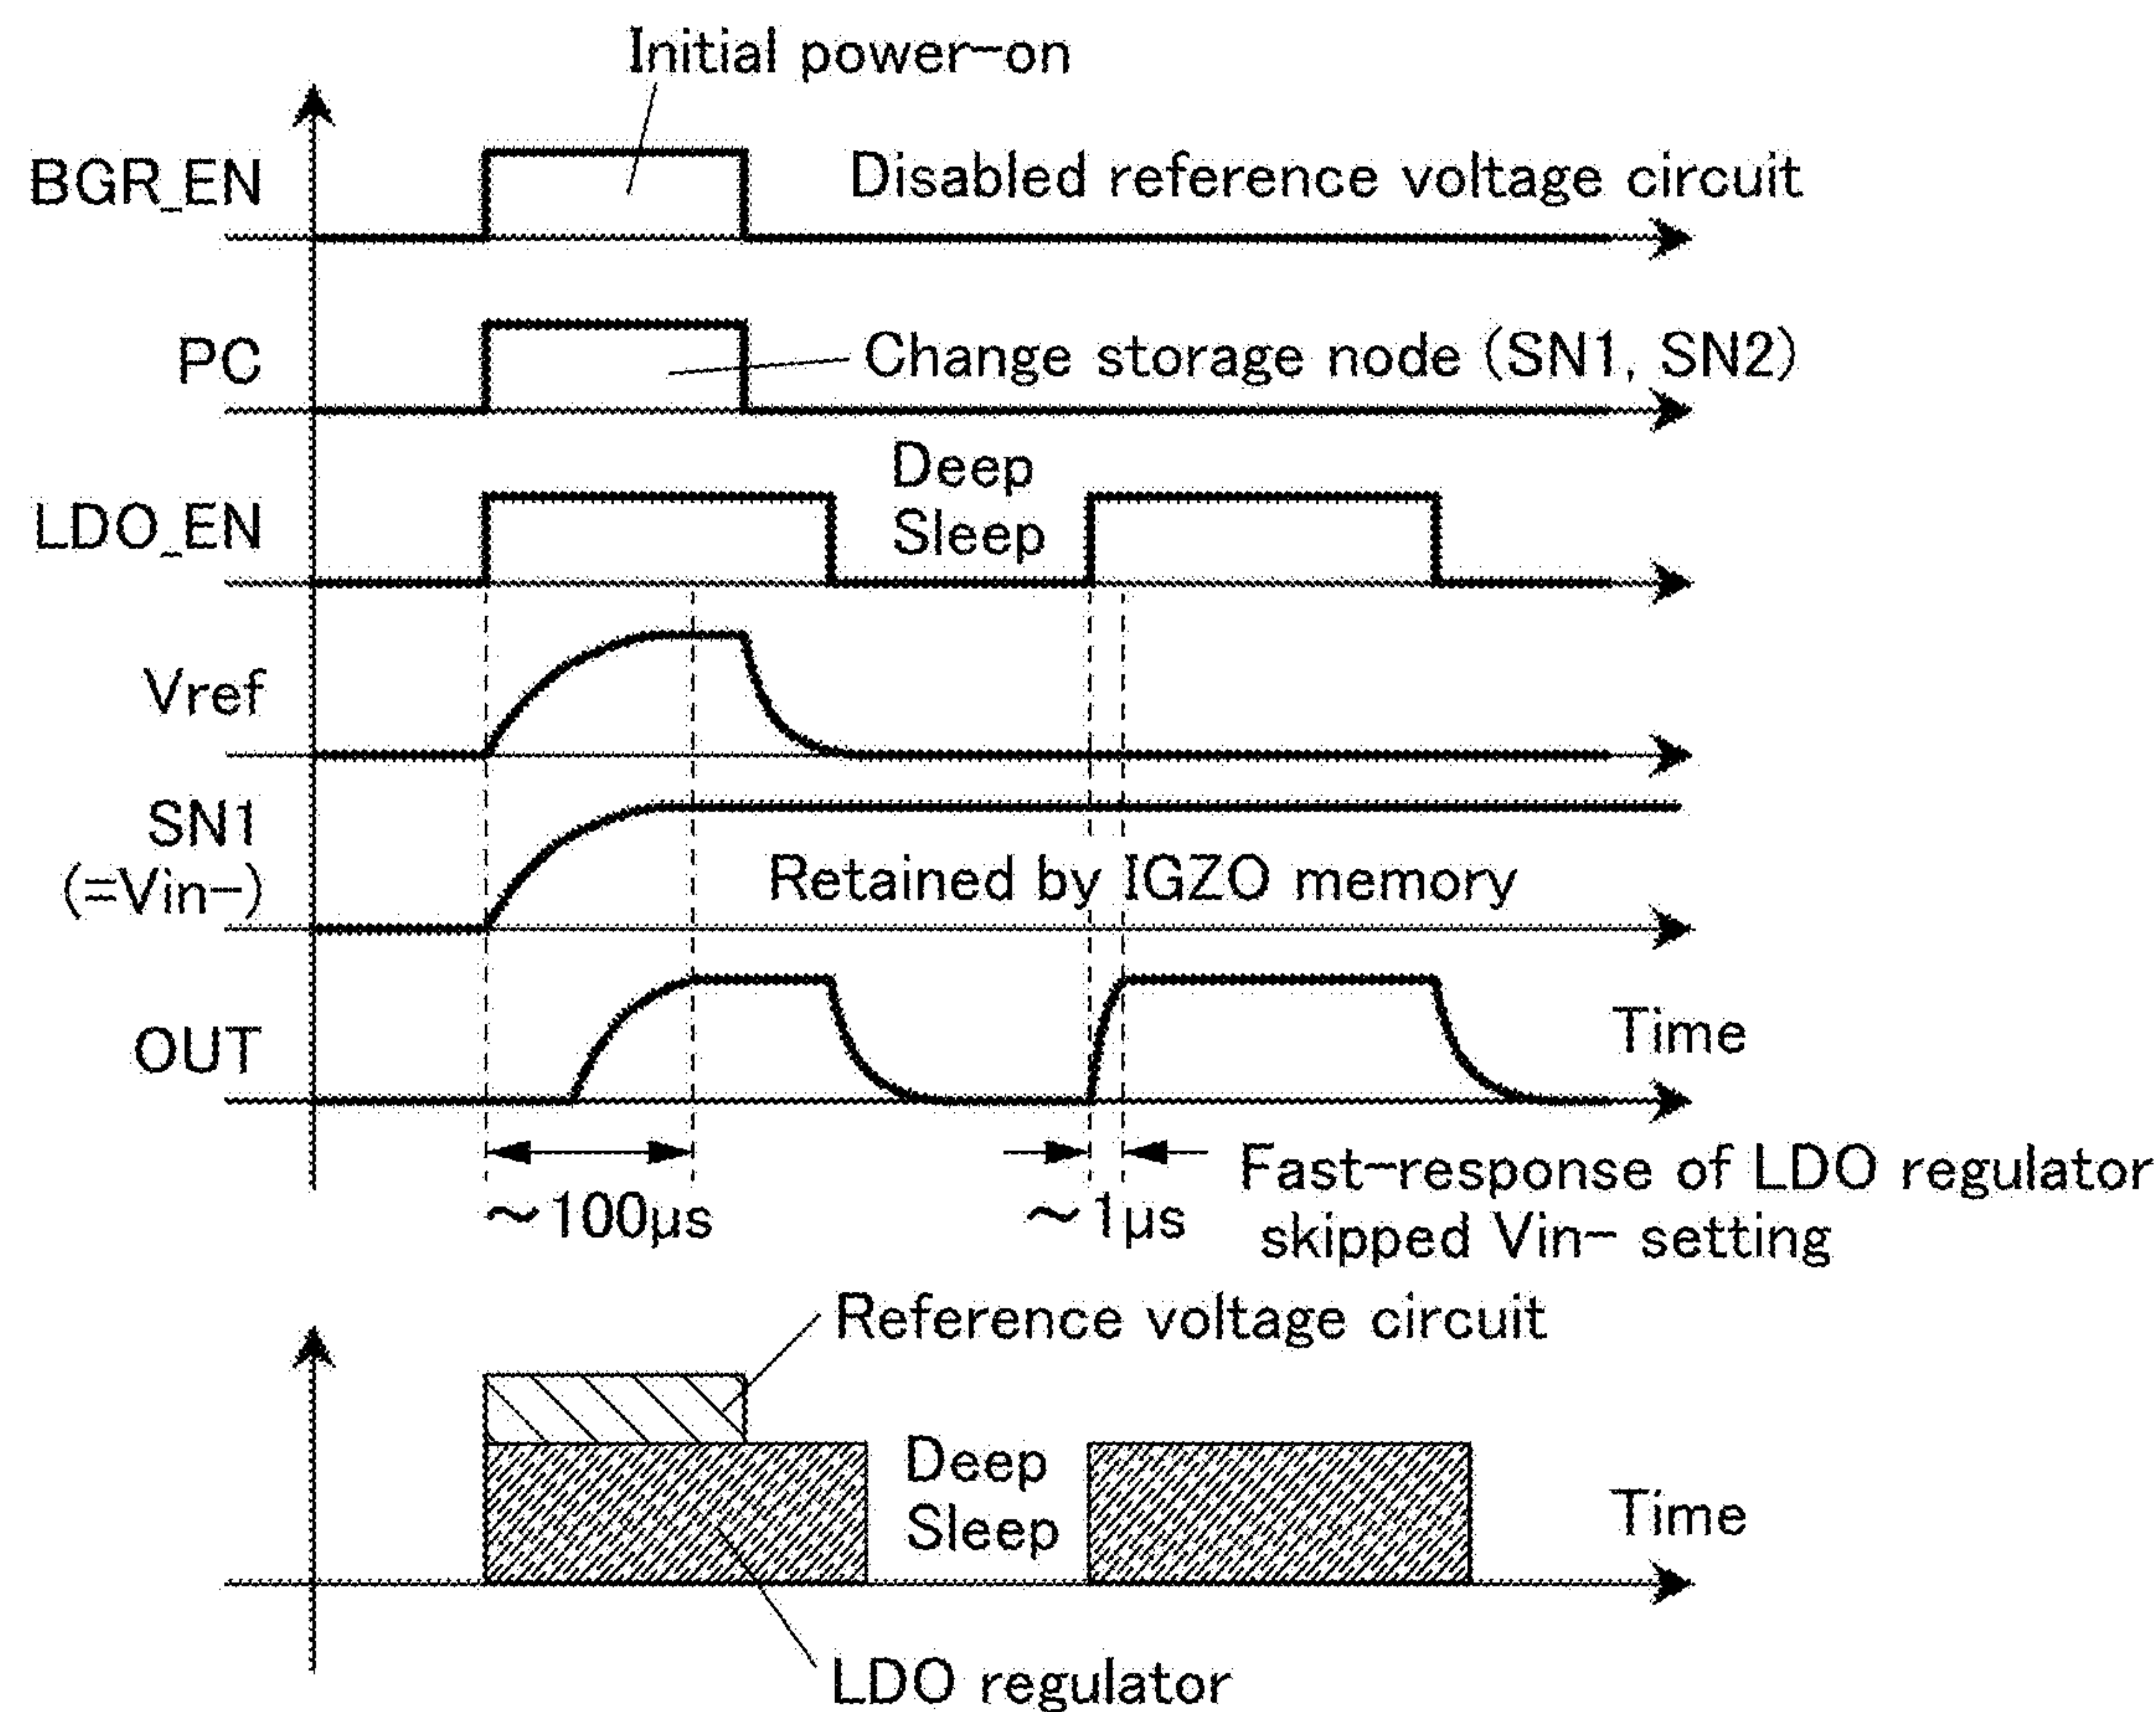 Initial power-on
BGR_EN
Disabled reference voltage circuit
PC
Change storage node (SN1, SN2)
LDO_EN
Deep
Sleep
Vref
SN1
(=Vin-)
Retained by IGZO memory
OUT
Time
~100μs
~1μs
Fast-response of LDO regulator
skipped Vin- setting
Reference voltage circuit
Deep
Sleep
Time
LDO regulator